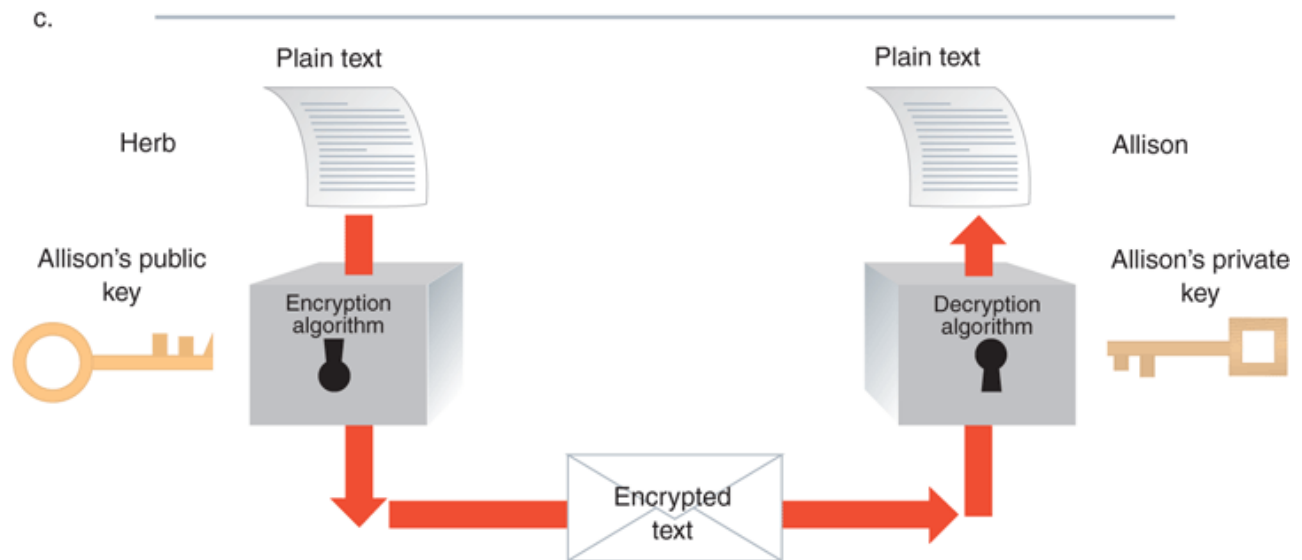 c.
Plain text
Plain text
Herb
Allison
Allison’s public
key
Allison’s private
key
Encryption
algorithm
Decryption
algorithm
Encrypted
text